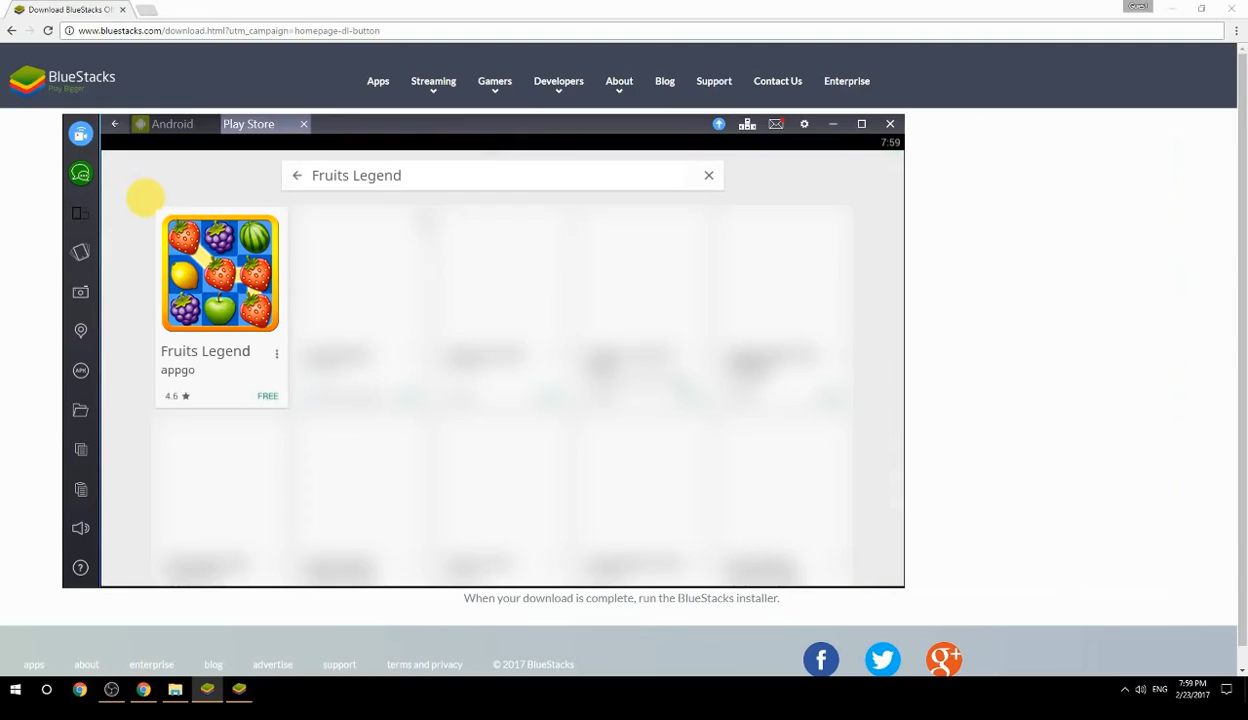 Download BlueStacks Of
Guest
www.bluestacks.com/download.html?utm_campaign=homepage-dl-button
BlueStacks
Play Bigger
Apps Streaming Gamers Developers About Blog Support Contact Us Enterprise
Android Play Store
7:59
Fruits Legend
Fruits Legend
appgo
4.6 ★ FREE
APK
When your download is complete, run the BlueStacks installer.
apps about enterprise blog advertise support terms and privacy © 2017 BlueStacks
ENG
7:59 PM
2/23/2017